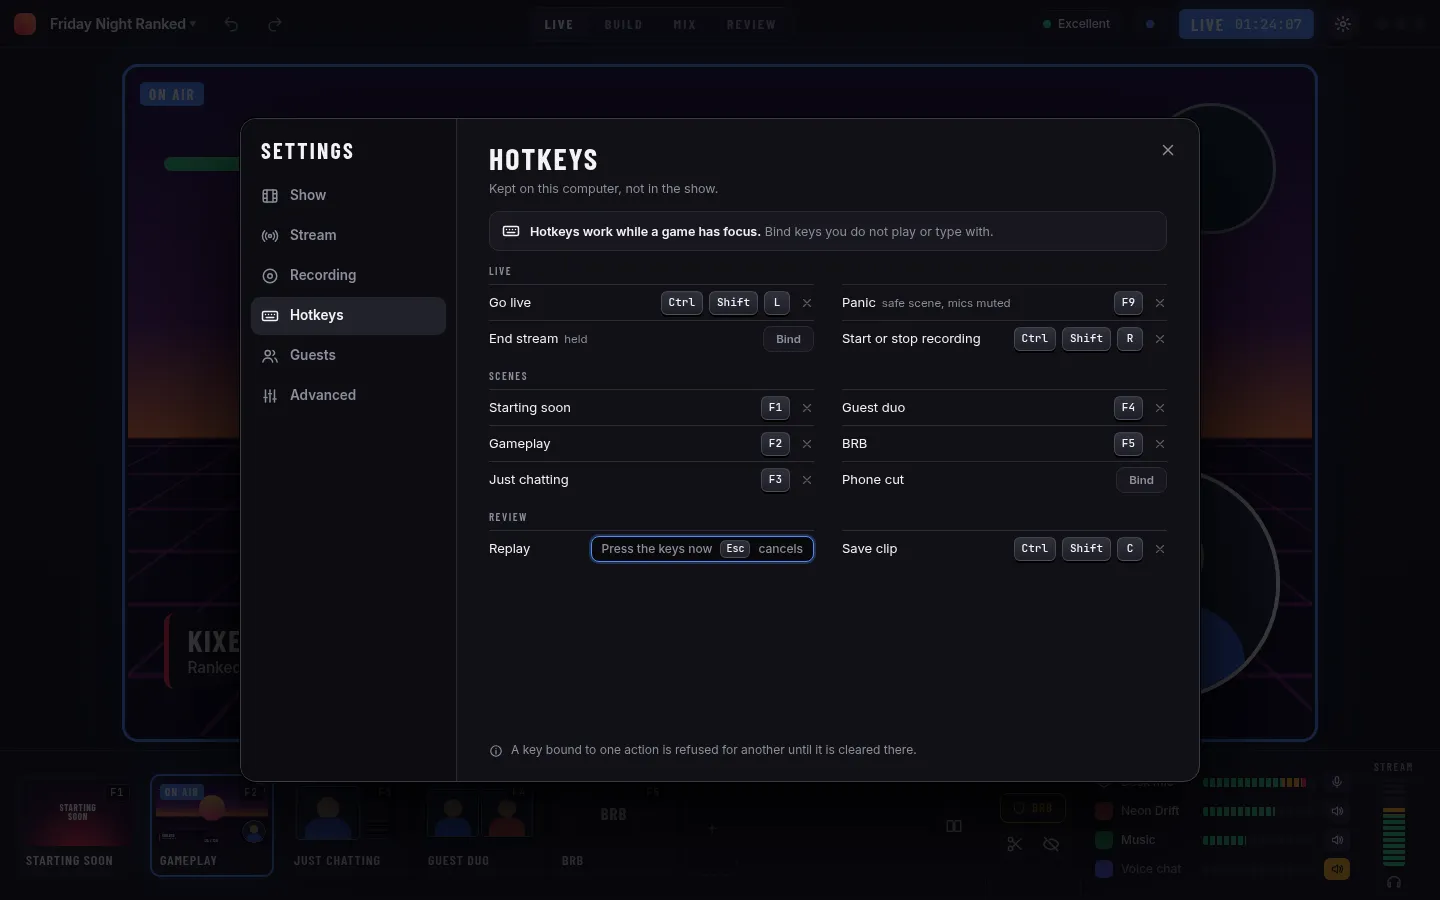 Friday Night Ranked
LIVE BUILD MIX REVIEW
Excellent
LIVE 01:24:07
ON AIR
SETTINGS
Show
Stream
Recording
Hotkeys
Guests
Advanced
HOTKEYS
Kept on this computer, not in the show.
Hotkeys work while a game has focus. Bind keys you do not play or type with.
LIVE
Go live Ctrl Shift L
Panic safe scene, mics muted F9
End stream held Bind
Start or stop recording Ctrl Shift R
SCENES
Starting soon F1
Guest duo F4
Gameplay F2
BRB F5
Just chatting F3
Phone cut Bind
REVIEW
Replay Press the keys now Esc cancels
Save clip Ctrl Shift C
A key bound to one action is refused for another until it is cleared there.
KIXE
Ranked
STREAM
F1
STARTING SOON
STARTING SOON
ON AIR F2
GAMEPLAY
JUST CHATTING
GUEST DUO
F5
BRB
BRB
BRB
Neon Drift
Music
Voice chat